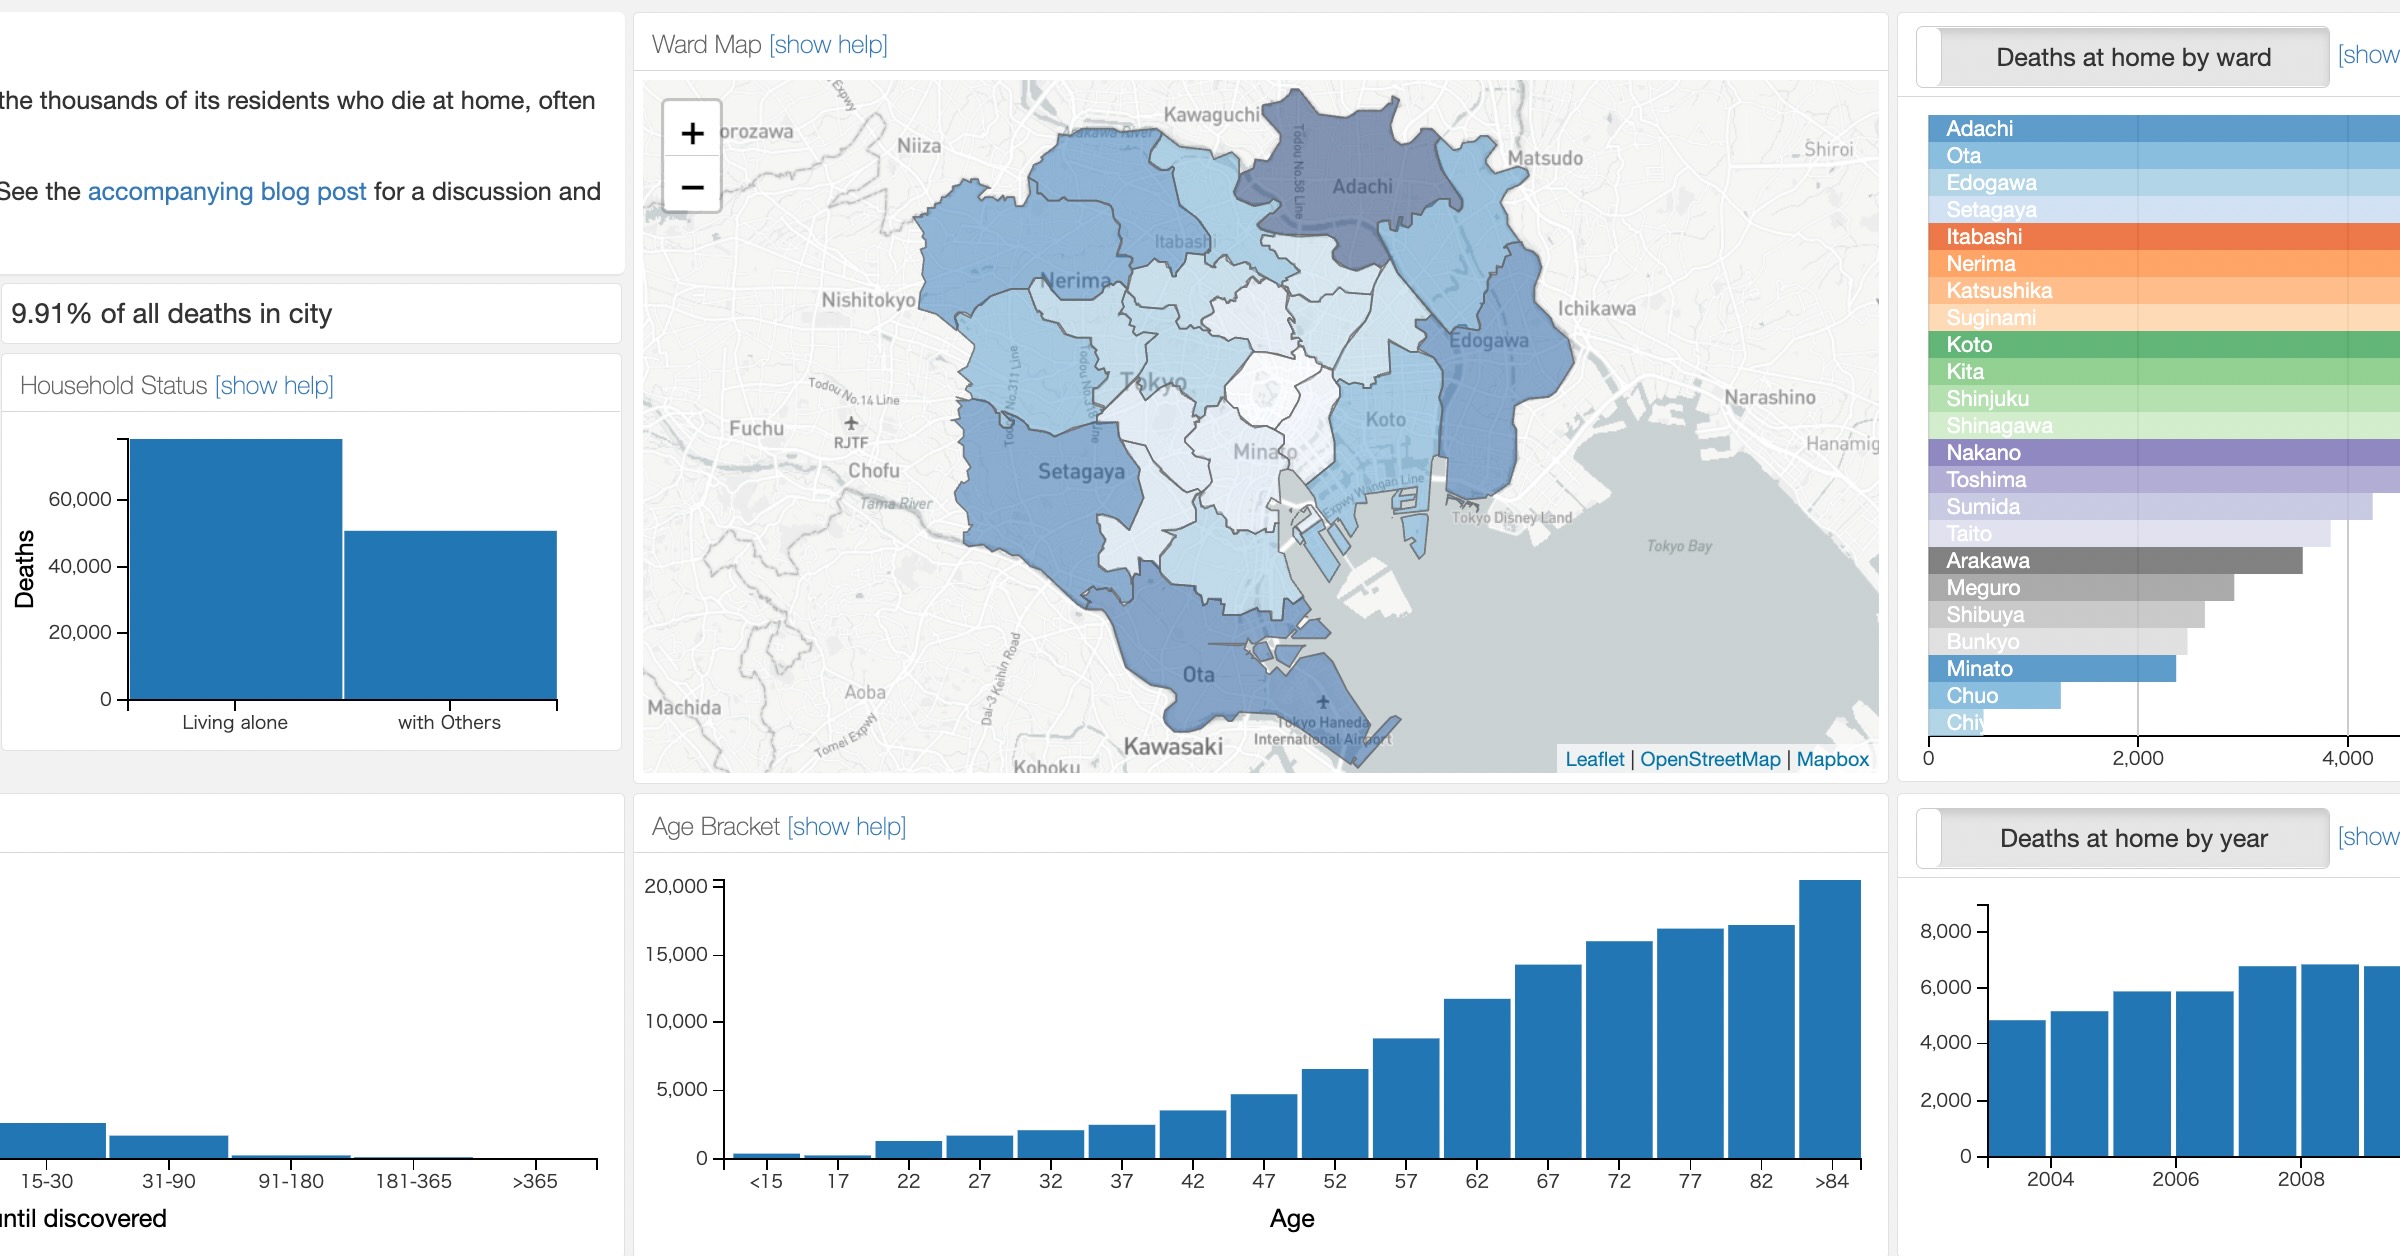 the thousands of its residents who die at home, often
See the accompanying blog post for a discussion and
9.91% of all deaths in city
Household Status [show help]
Deaths
60,000
40,000
20,000
0
Living alone
with Others
15-30
31-90
91-180
181-365
>365
until discovered
Ward Map [show help]
+
−
Expwy
orozawa
Niiza
Arakawa River
Kawaguchi
Todou No.58 Line
Adachi
Matsudo
Shiroi
Itabashi
Nerima
Nishitokyo
Edogawa
Ichikawa
Todou No.14 Line
Todou No.311 Line
Tokyo
Narashino
Fuchu
RJTF
Koto
Hanamig
Minato
Setagaya
Chofu
Tama River
Expwy Wangan Line
Tokyo Disney Land
Tokyo Bay
Dai-3 Keihin Road
Ota
Aoba
Machida
Tomei Expwy
Tokyo Haneda
International Airport
Kawasaki
Kohoku
Leaflet | OpenStreetMap | Mapbox
Age Bracket [show help]
20,000
15,000
10,000
5,000
0
<15
17
22
27
32
37
42
47
52
57
62
67
72
77
82
>84
Age
Deaths at home by ward
[show
Adachi
Ota
Edogawa
Setagaya
Itabashi
Nerima
Katsushika
Suginami
Koto
Kita
Shinjuku
Shinagawa
Nakano
Toshima
Sumida
Taito
Arakawa
Meguro
Shibuya
Bunkyo
Minato
Chuo
Chiy
0
2,000
4,000
Deaths at home by year
[show
8,000
6,000
4,000
2,000
0
2004
2006
2008